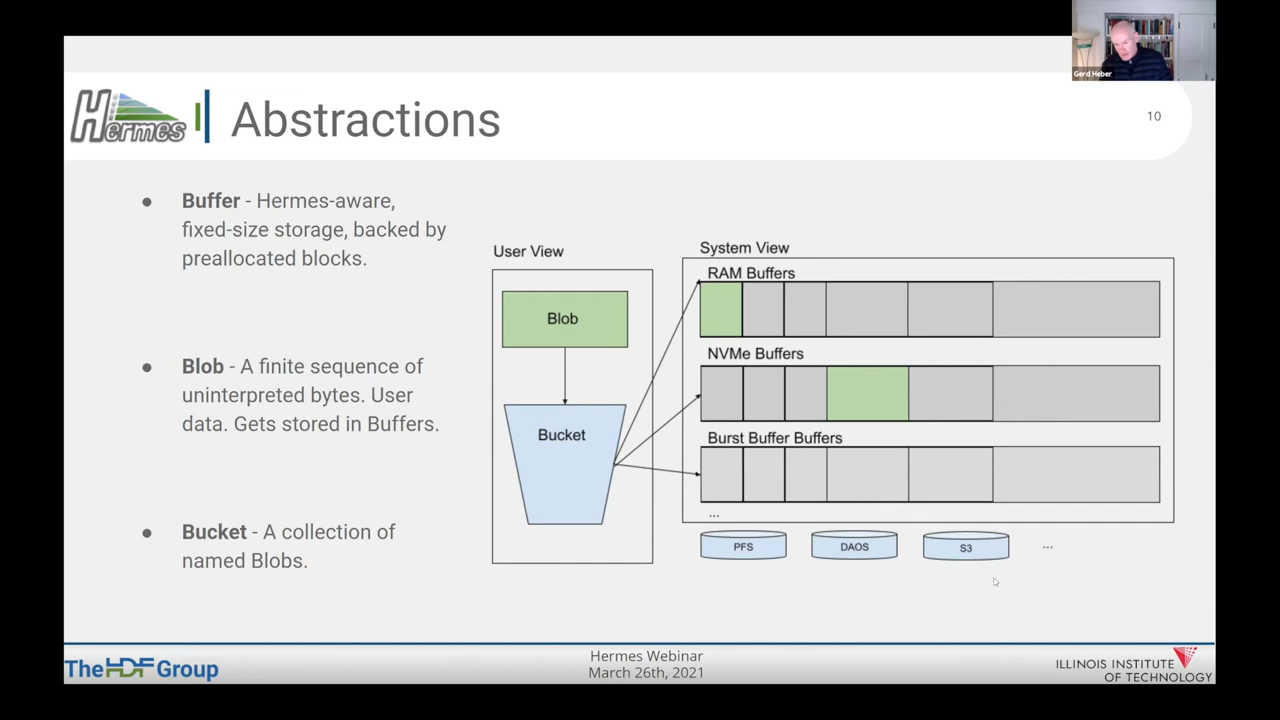 Gerd Heber
Hermes
Abstractions
10
● Buffer - Hermes-aware,
fixed-size storage, backed by
preallocated blocks.
● Blob - A finite sequence of
uninterpreted bytes. User
data. Gets stored in Buffers.
● Bucket - A collection of
named Blobs.
User View
Blob
Bucket
System View
RAM Buffers
NVMe Buffers
Burst Buffer Buffers
...
PFS
DAOS
S3
...
The HDF Group
Hermes Webinar
March 26th, 2021
ILLINOIS INSTITUTE
OF TECHNOLOGY